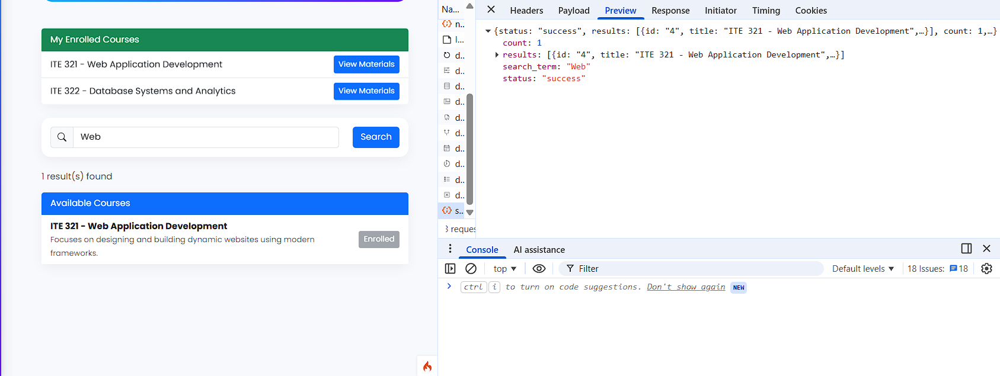 My Enrolled Courses
ITE 321 - Web Application Development
View Materials
ITE 322 - Database Systems and Analytics
View Materials
Web
Search
1 result(s) found
Available Courses
ITE 321 - Web Application Development
Focuses on designing and building dynamic websites using modern
frameworks.
Enrolled
Na...
n..
l...
d..
d..
d..
d..
d..
d..
d..
d..
d..
d..
s..
3 reques
Headers Payload Preview Response Initiator Timing Cookies
{status: "success", results: [{id: "4", title: "ITE 321 - Web Application Development",…}], count: 1,…}
count: 1
results: [{id: "4", title: "ITE 321 - Web Application Development",…}]
search_term: "Web"
status: "success"
Console AI assistance
top Filter Default levels 18 Issues: 18
ctrl i to turn on code suggestions. Don't show again NEW